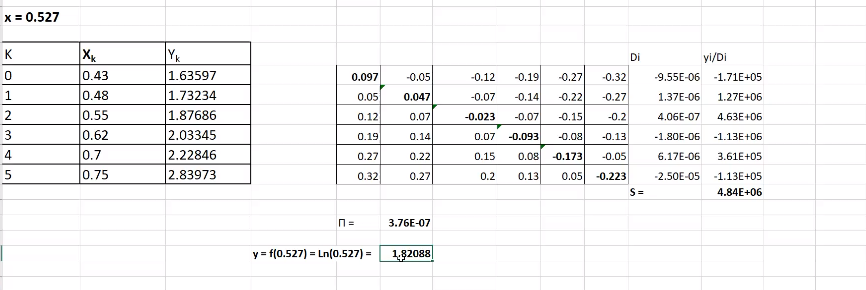 x = 0.527
K Xk Yk Di yi/Di
0 0.43 1.63597 0.097 -0.05 -0.12 -0.19 -0.27 -0.32 -9.55E-06 -1.71E+05
1 0.48 1.73234 0.05 0.047 -0.07 -0.14 -0.22 -0.27 1.37E-06 1.27E+06
2 0.55 1.87686 0.12 0.07 -0.023 -0.07 -0.15 -0.2 4.06E-07 4.63E+06
3 0.62 2.03345 0.19 0.14 0.07 -0.093 -0.08 -0.13 -1.80E-06 -1.13E+06
4 0.7 2.22846 0.27 0.22 0.15 0.08 -0.173 -0.05 6.17E-06 3.61E+05
5 0.75 2.83973 0.32 0.27 0.2 0.13 0.05 -0.223 -2.50E-05 -1.13E+05
S = 4.84E+06
Π = 3.76E-07
y = f(0.527) = Ln(0.527) = 1.82088